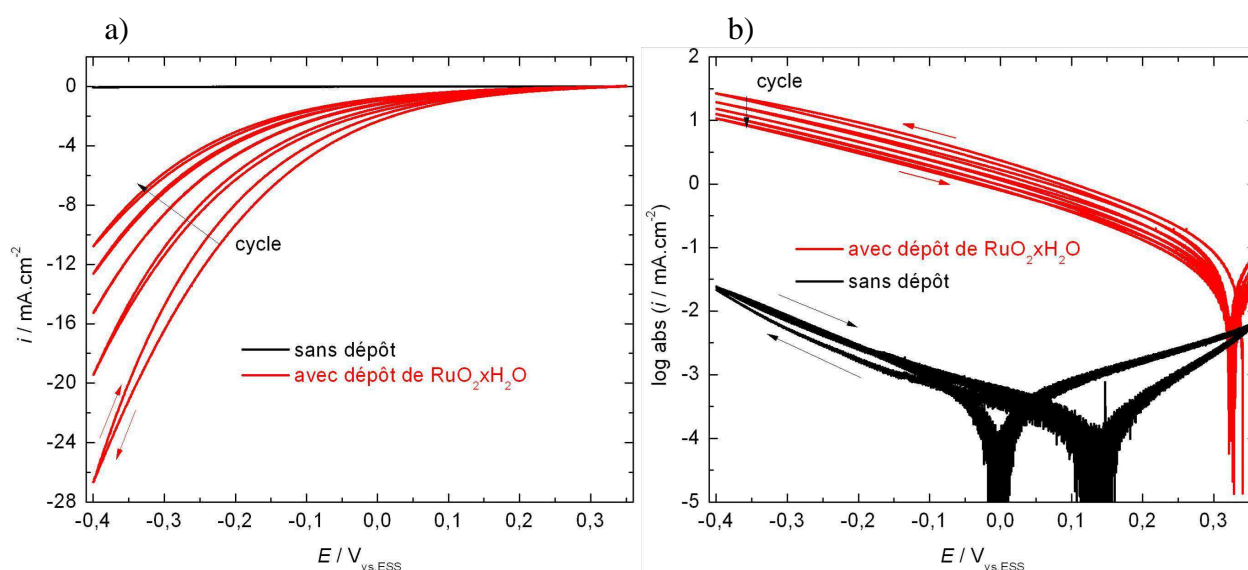 a)
0
-4
-8
-12
-16
-20
-24
-28
i / mA.cm-2
cycle
sans dépôt
avec dépôt de RuO2xH2O
-0,4 -0,3 -0,2 -0,1 0,0 0,1 0,2 0,3
E / Vvs.ESS
b)
2
1
0
-1
-2
-3
-4
-5
log abs (i / mA.cm-2)
cycle
avec dépôt de RuO2xH2O
sans dépôt
-0,4 -0,3 -0,2 -0,1 0,0 0,1 0,2 0,3
E / Vvs.ESS